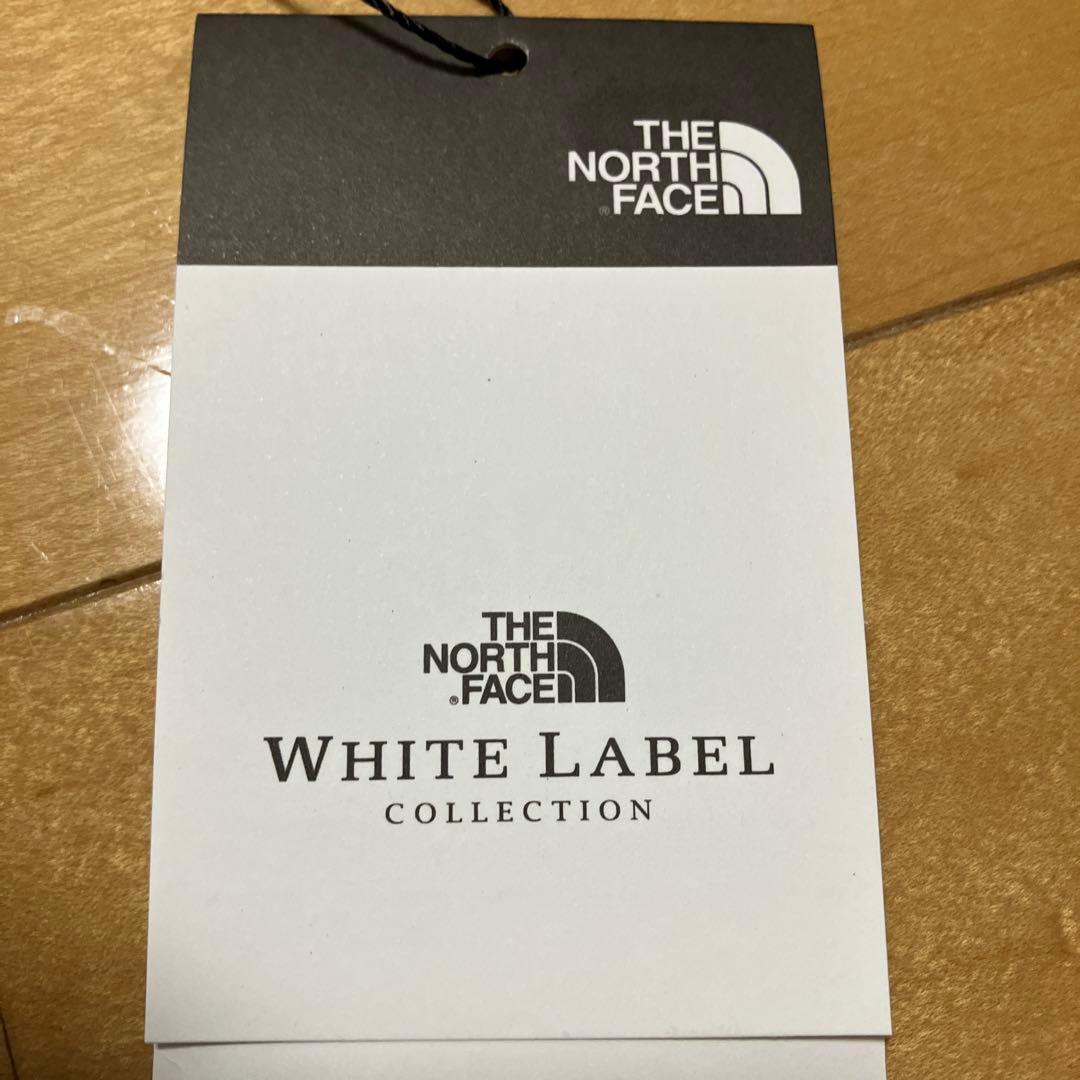 THE
NORTH
® FACE
THE
NORTH
® FACE
WHITE LABEL
COLLECTION